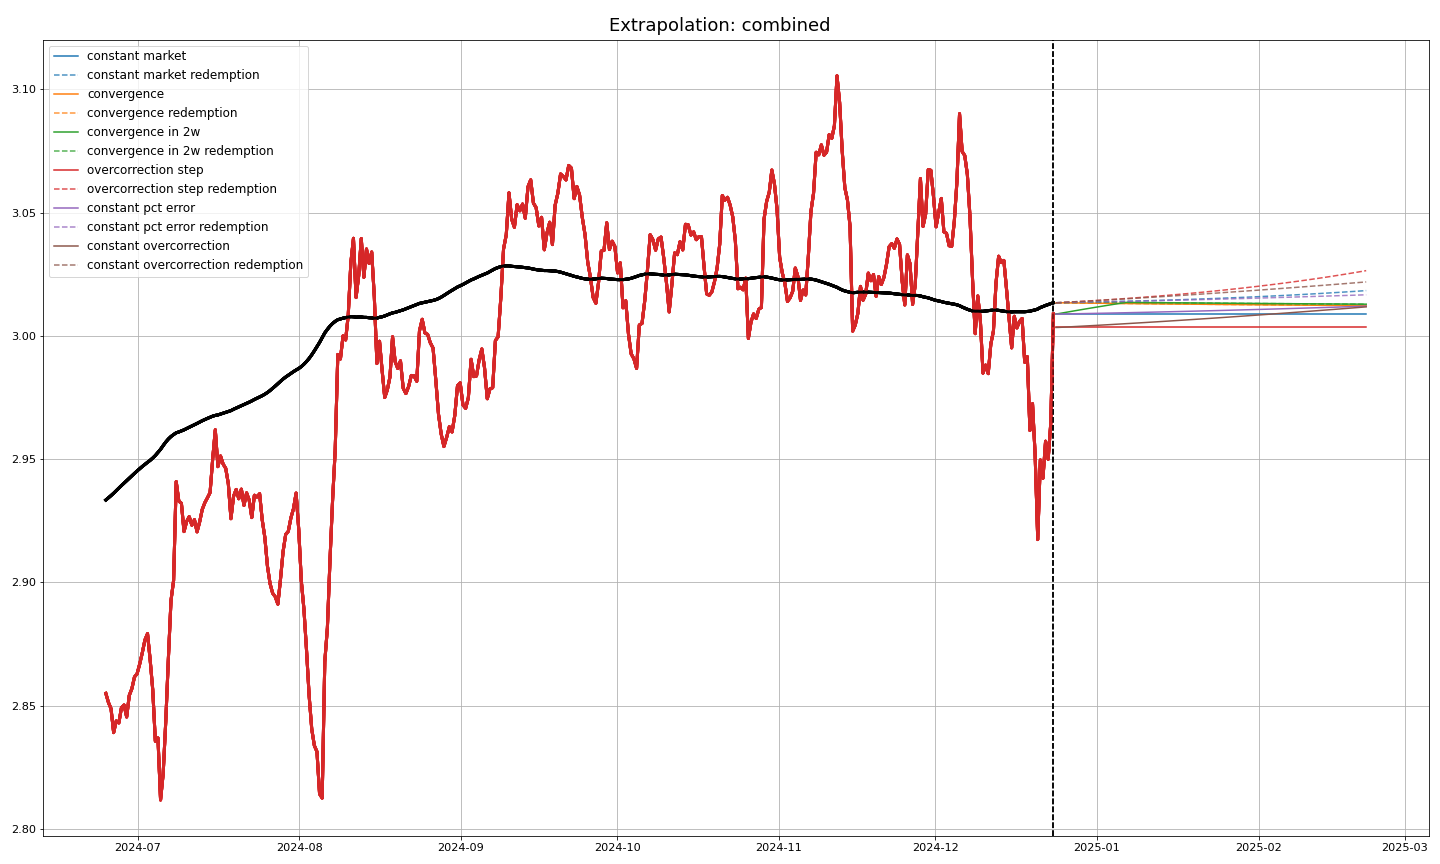 Extrapolation: combined
constant market
constant market redemption
convergence
convergence redemption
convergence in 2w
convergence in 2w redemption
overcorrection step
overcorrection step redemption
constant pct error
constant pct error redemption
constant overcorrection
constant overcorrection redemption
3.10
3.05
3.00
2.95
2.90
2.85
2.80
2024-07 2024-08 2024-09 2024-10 2024-11 2024-12 2025-01 2025-02 2025-03